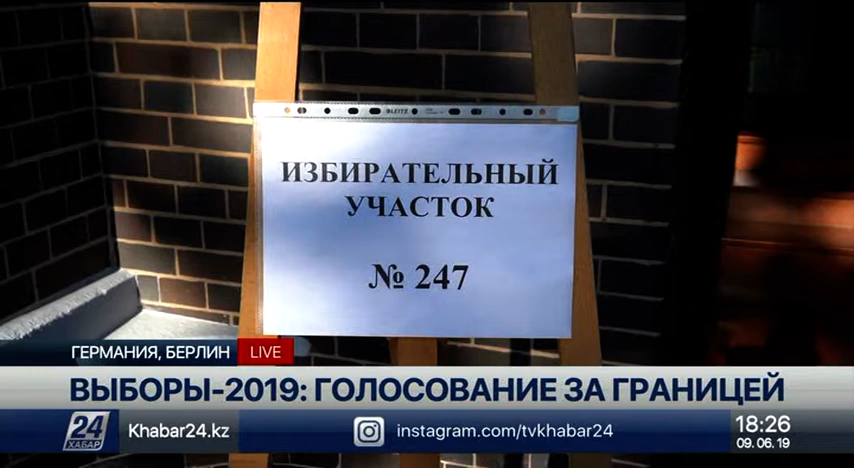 LEITZ
ИЗБИРАТЕЛЬНЫЙ
УЧАСТОК
№ 247
ГЕРМАНИЯ, БЕРЛИН LIVE
ВЫБОРЫ-2019: ГОЛОСОВАНИЕ ЗА ГРАНИЦЕЙ
24 ХАБАР Khabar24.kz instagram.com/tvkhabar24 18:26
09.06.19